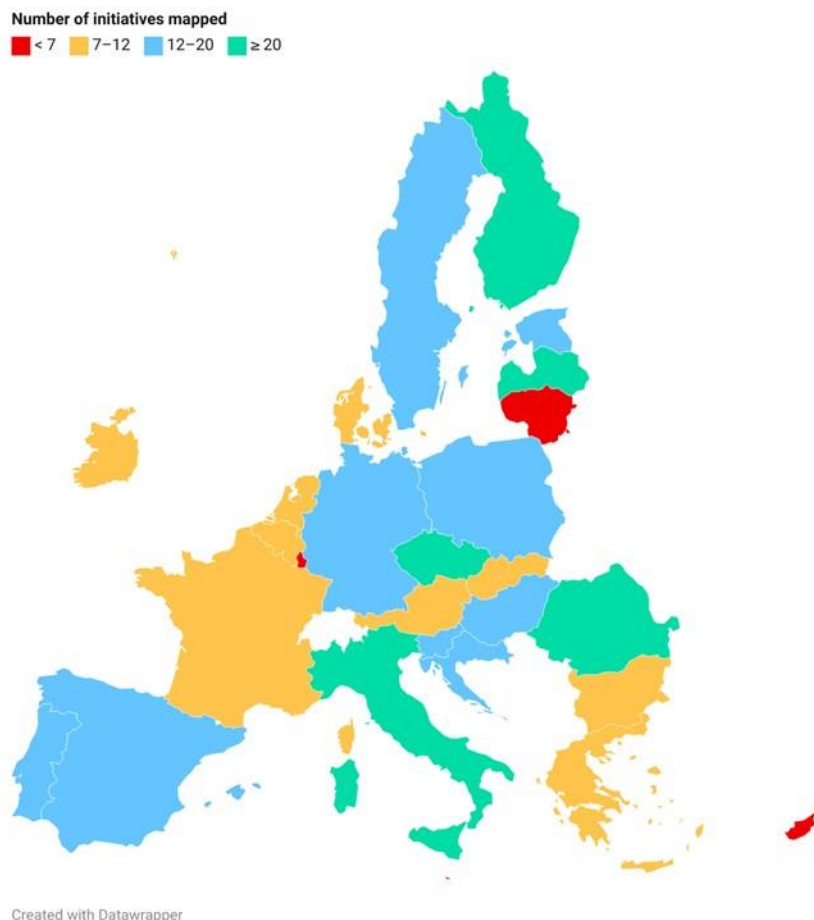 Number of initiatives mapped
< 7 7–12 12–20 ≥ 20
Created with Datawrapper